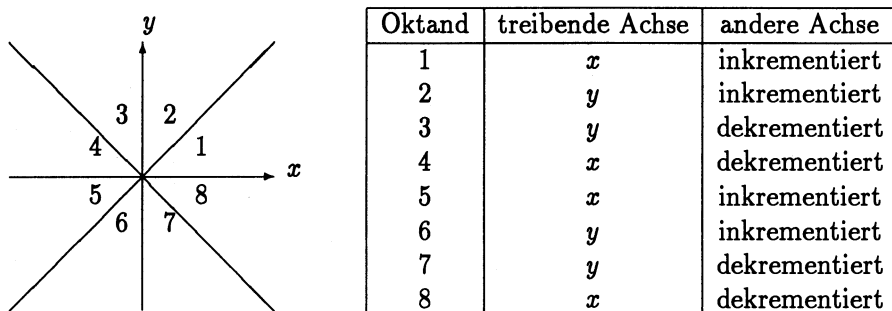 y
3 2
4 1
x
5 8
6 7
Oktand treibende Achse andere Achse
1 x inkrementiert
2 y inkrementiert
3 y dekrementiert
4 x dekrementiert
5 x inkrementiert
6 y inkrementiert
7 y dekrementiert
8 x dekrementiert